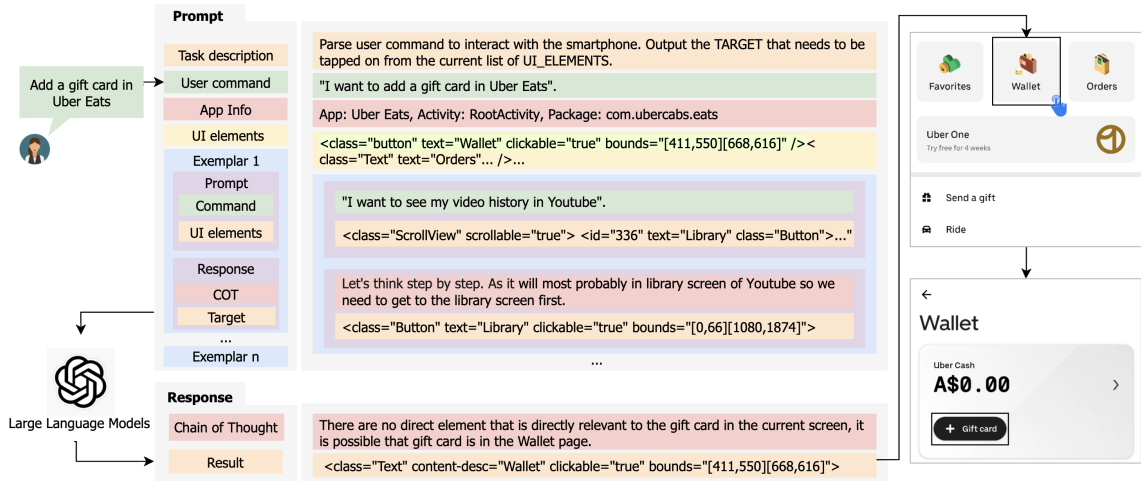 Prompt
Task description
Parse user command to interact with the smartphone. Output the TARGET that needs to be
tapped on from the current list of UI_ELEMENTS.
Add a gift card in
Uber Eats
User command
"I want to add a gift card in Uber Eats".
App Info
App: Uber Eats, Activity: RootActivity, Package: com.ubercabs.eats
UI elements
<class="button" text="Wallet" clickable="true" bounds="[411,550][668,616]" /><
class="Text" text="Orders"... />...
Exemplar 1
Prompt
Command
"I want to see my video history in Youtube".
UI elements
<class="ScrollView" scrollable="true"> <id="336" text="Library" class="Button">..."
Response
COT
Let's think step by step. As it will most probably in library screen of Youtube so we
need to get to the library screen first.
Target
<class="Button" text="Library" clickable="true" bounds="[0,66][1080,1874]">
...
Exemplar n
...
Large Language Models
Response
Chain of Thought
There are no direct element that is directly relevant to the gift card in the current screen, it
is possible that gift card is in the Wallet page.
Result
<class="Text" content-desc="Wallet" clickable="true" bounds="[411,550][668,616]">
Favorites
Wallet
Orders
Uber One
Try free for 4 weeks
Send a gift
Ride
Wallet
Uber Cash
A$0.00
+ Gift card